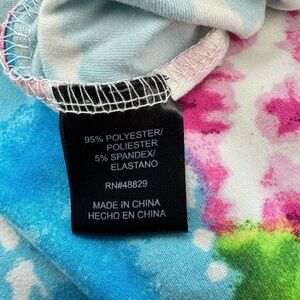 95% POLYESTER/
POLIESTER
5% SPANDEX/
ELASTANO
RN#48829
MADE IN CHINA
HECHO EN CHINA